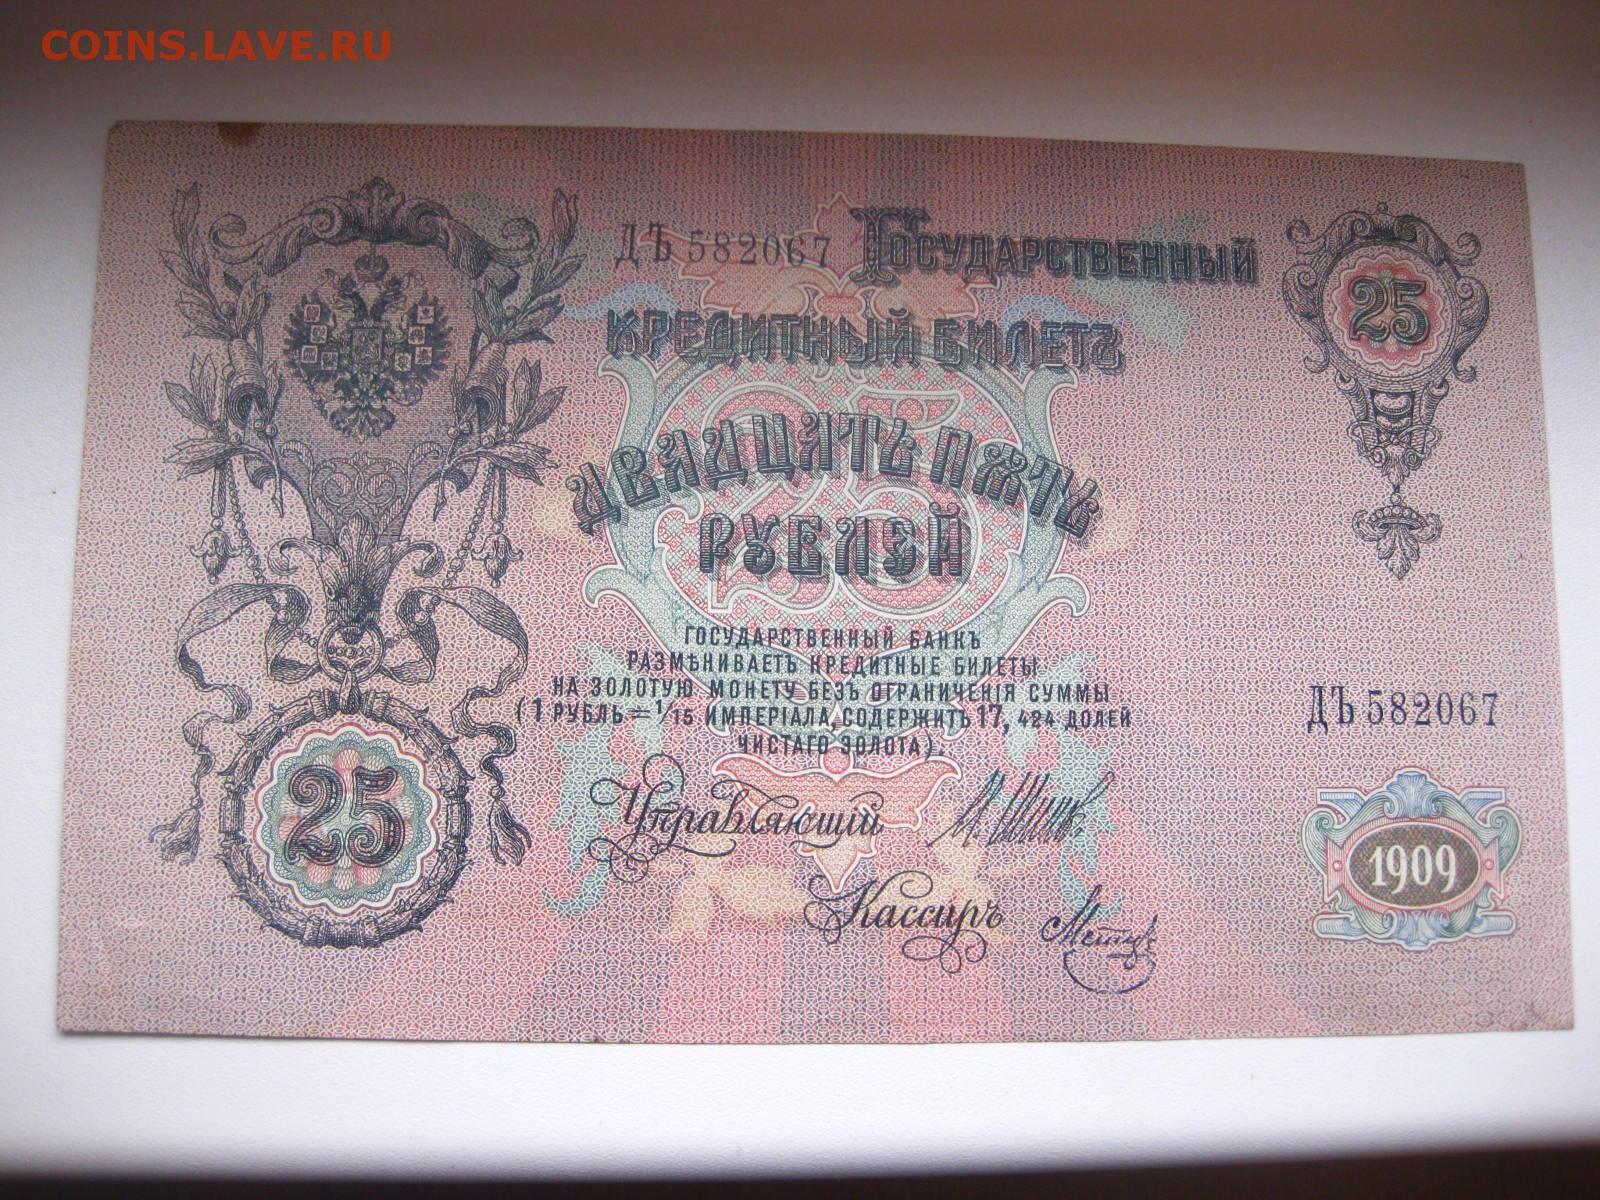 COINS.LAVE.RU
ДЪ 582067 ГОСУДАРСТВЕННЫЙ
КРЕДИТНЫЙ БИЛЕТЪ
25
25
ДВАДЦАТЬ ПЯТЬ
РУБЛЕЙ
25
ГОСУДАРСТВЕННЫЙ БАНКЪ
РАЗМѢНИВАЕТЪ КРЕДИТНЫЕ БИЛЕТЫ
НА ЗОЛОТУЮ МОНЕТУ БЕЗЪ ОГРАНИЧЕНІЯ СУММЫ
(1 РУБЛЬ = 1/15 ИМПЕРІАЛА, СОДЕРЖИТЪ 17, 424 ДОЛЕЙ
ЧИСТАГО ЗОЛОТА).
ДЪ 582067
25
Управляющій
Кассиръ
1909